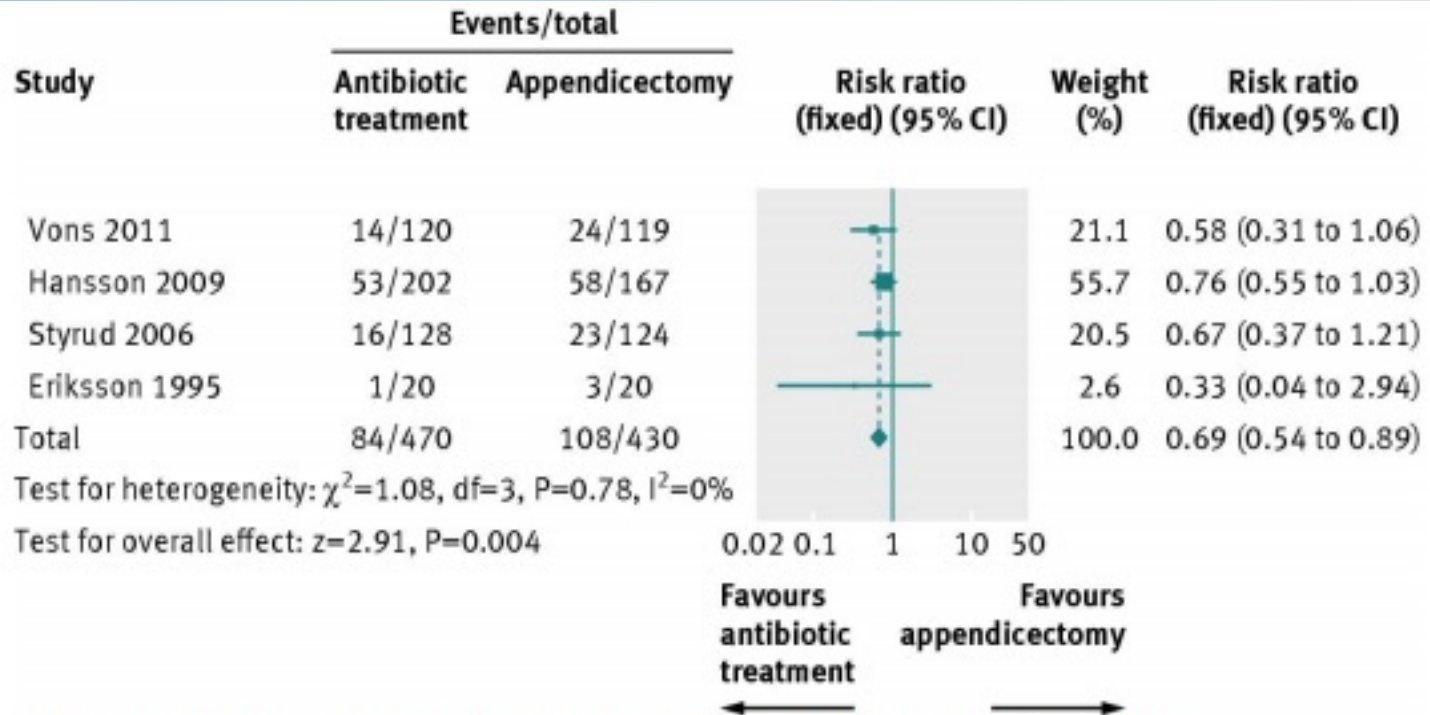 Events/total
Study Antibiotic treatment Appendicectomy Risk ratio (fixed) (95% CI) Weight (%) Risk ratio (fixed) (95% CI)
Vons 2011 14/120 24/119 21.1 0.58 (0.31 to 1.06)
Hansson 2009 53/202 58/167 55.7 0.76 (0.55 to 1.03)
Styrud 2006 16/128 23/124 20.5 0.67 (0.37 to 1.21)
Eriksson 1995 1/20 3/20 2.6 0.33 (0.04 to 2.94)
Total 84/470 108/430 100.0 0.69 (0.54 to 0.89)
Test for heterogeneity: χ²=1.08, df=3, P=0.78, I²=0%
Test for overall effect: z=2.91, P=0.004
0.02 0.1 1 10 50
Favours antibiotic treatment
Favours appendicectomy